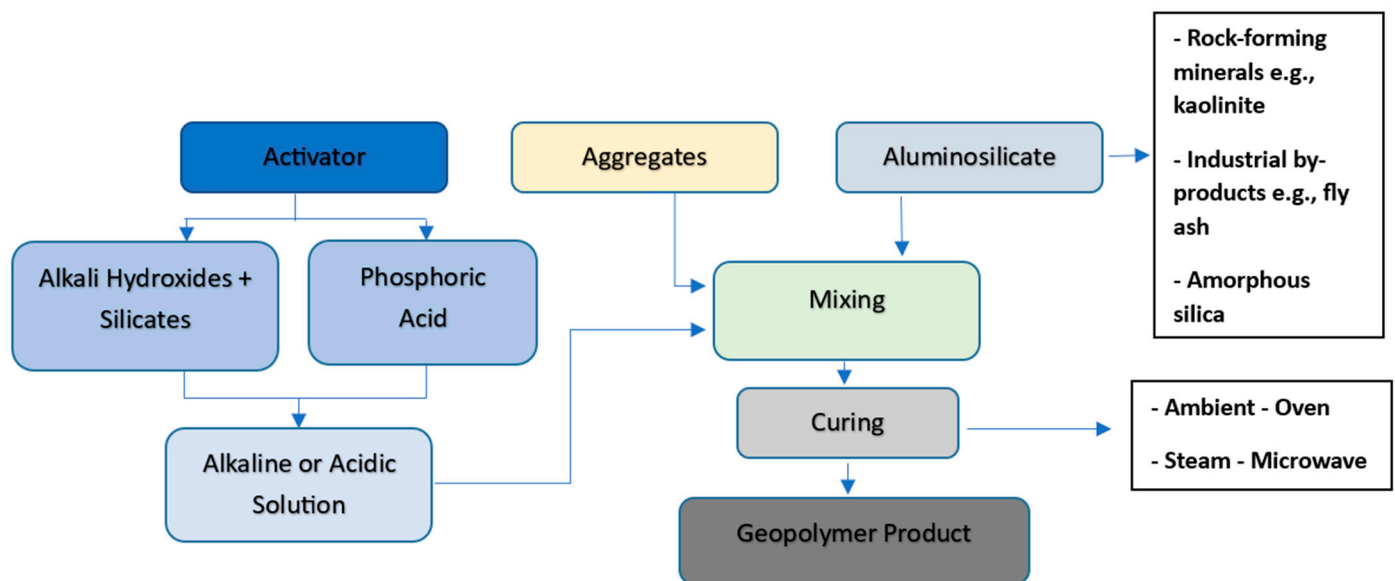 Activator
Aggregates
Aluminosilicate
- Rock-forming
minerals e.g.,
kaolinite
- Industrial by-
products e.g., fly
ash
- Amorphous
silica
Alkali Hydroxides +
Silicates
Phosphoric
Acid
Mixing
Curing
- Ambient - Oven
- Steam - Microwave
Alkaline or Acidic
Solution
Geopolymer Product